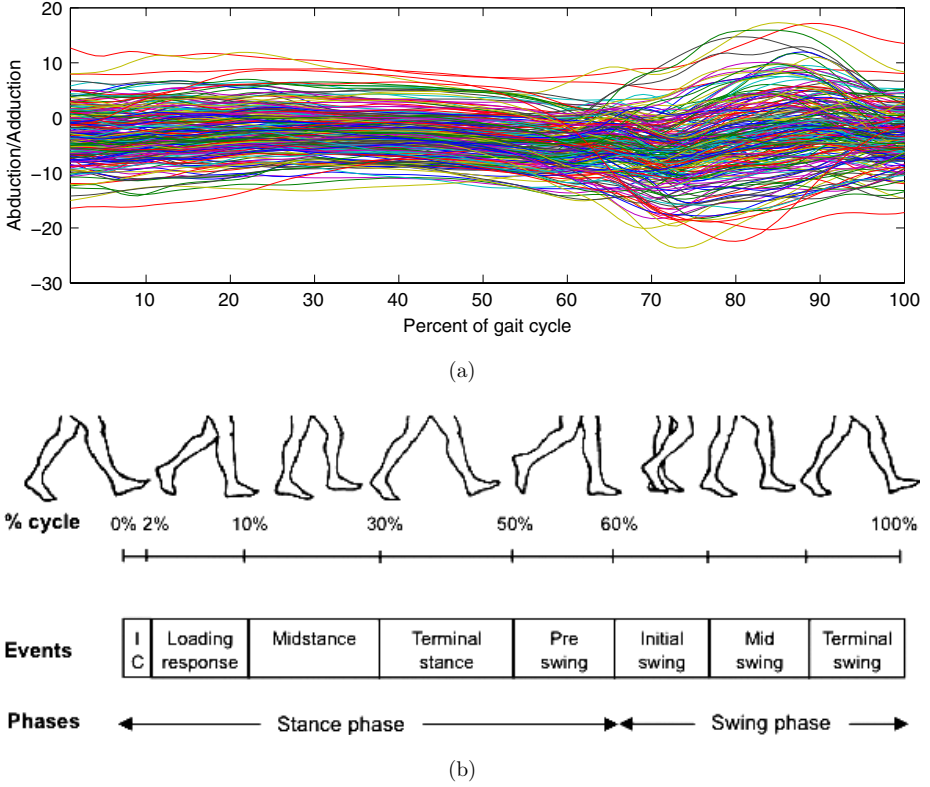 20
10
0
−10
−20
−30
Abduction/Adduction
10 20 30 40 50 60 70 80 90 100
Percent of gait cycle
(a)
% cycle 0% 2% 10% 30% 50% 60% 100%
Events
I C
Loading response
Midstance
Terminal stance
Pre swing
Initial swing
Mid swing
Terminal swing
Phases Stance phase Swing phase
(b)